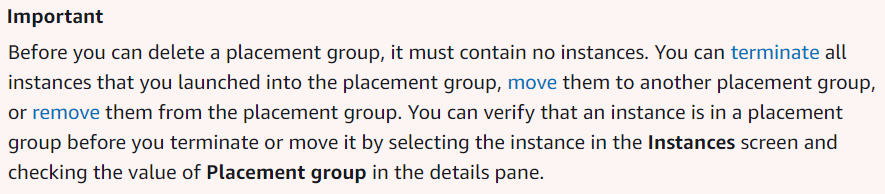 Important
Before you can delete a placement group, it must contain no instances. You can terminate all
instances that you launched into the placement group, move them to another placement group,
or remove them from the placement group. You can verify that an instance is in a placement
group before you terminate or move it by selecting the instance in the Instances screen and
checking the value of Placement group in the details pane.